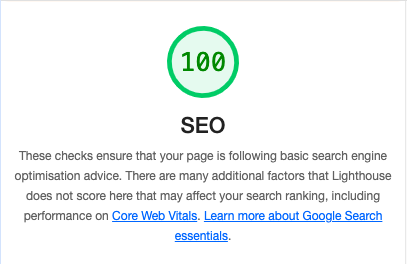 100
SEO
These checks ensure that your page is following basic search engine
optimisation advice. There are many additional factors that Lighthouse
does not score here that may affect your search ranking, including
performance on Core Web Vitals. Learn more about Google Search
essentials.